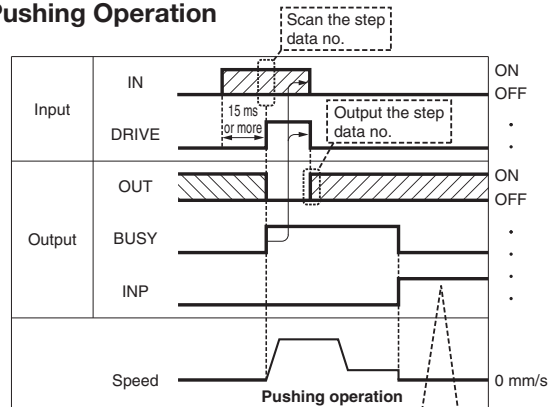 Pushing Operation
Scan the step
data no.
Input
IN
ON
OFF
15 ms
or more
DRIVE
Output the step
data no.
Output
OUT
ON
OFF
BUSY
INP
Speed
Pushing operation
0 mm/s